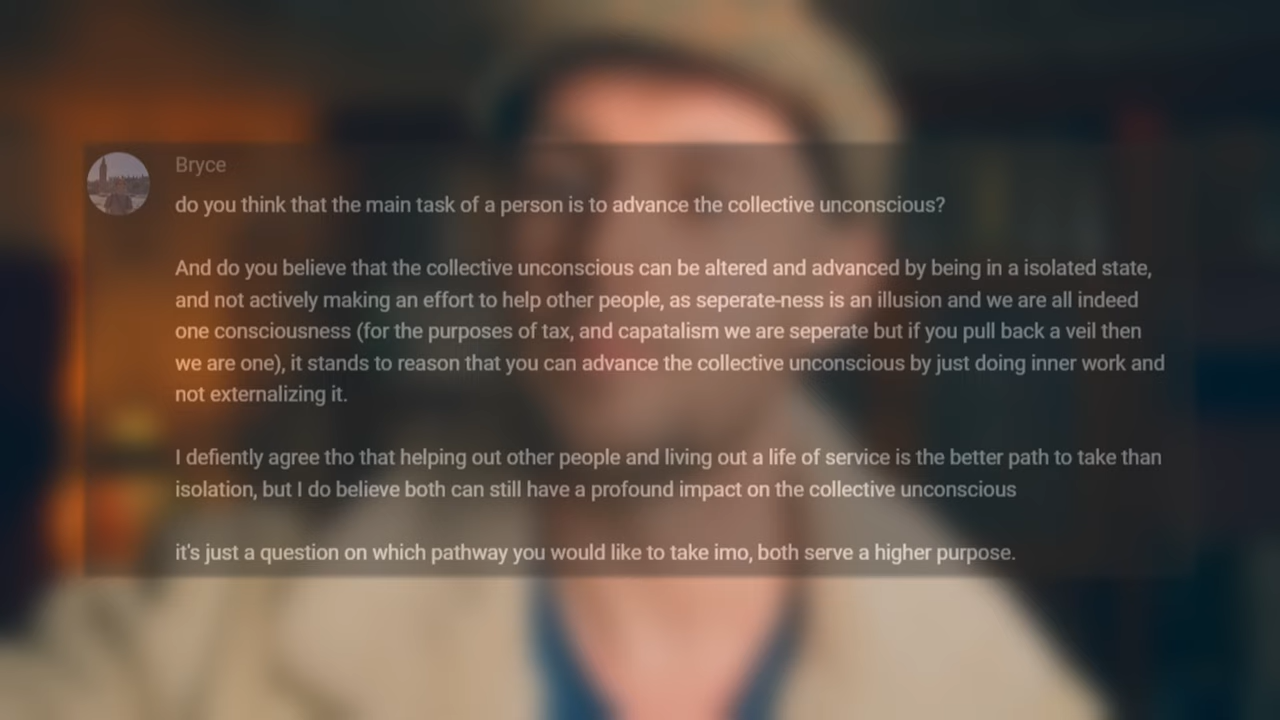 Bryce
do you think that the main task of a person is to advance the collective unconscious?
And do you believe that the collective unconscious can be altered and advanced by being in a isolated state,
and not actively making an effort to help other people, as seperate-ness is an illusion and we are all indeed
one consciousness (for the purposes of tax, and capatalism we are seperate but if you pull back a veil then
we are one), it stands to reason that you can advance the collective unconscious by just doing inner work and
not externalizing it.
I defiently agree tho that helping out other people and living out a life of service is the better path to take than
isolation, but I do believe both can still have a profound impact on the collective unconscious
it's just a question on which pathway you would like to take imo, both serve a higher purpose.